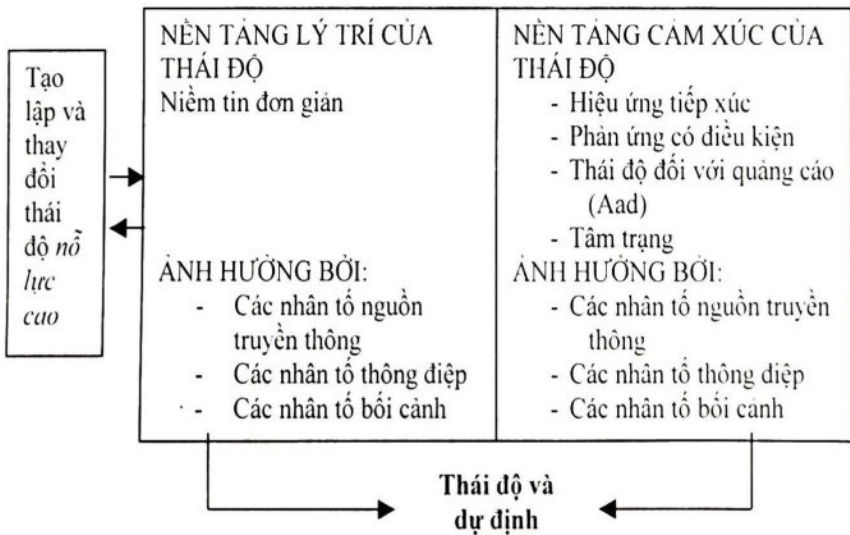 Tạo
lập và
thay
đổi
thái
độ nỗ
lực
cao
NỀN TẢNG LÝ TRÍ CỦA
THÁI ĐỘ
Niềm tin đơn giản
ẢNH HƯỞNG BỞI:
- Các nhân tố nguồn
truyền thông
- Các nhân tố thông điệp
- Các nhân tố bối cảnh
NỀN TẢNG CẢM XÚC CỦA
THÁI ĐỘ
- Hiệu ứng tiếp xúc
- Phản ứng có điều kiện
- Thái độ đối với quảng cáo
(Aad)
- Tâm trạng
ẢNH HƯỞNG BỞI:
- Các nhân tố nguồn truyền
thông
- Các nhân tố thông điệp
- Các nhân tố bối cảnh
Thái độ và
dự định